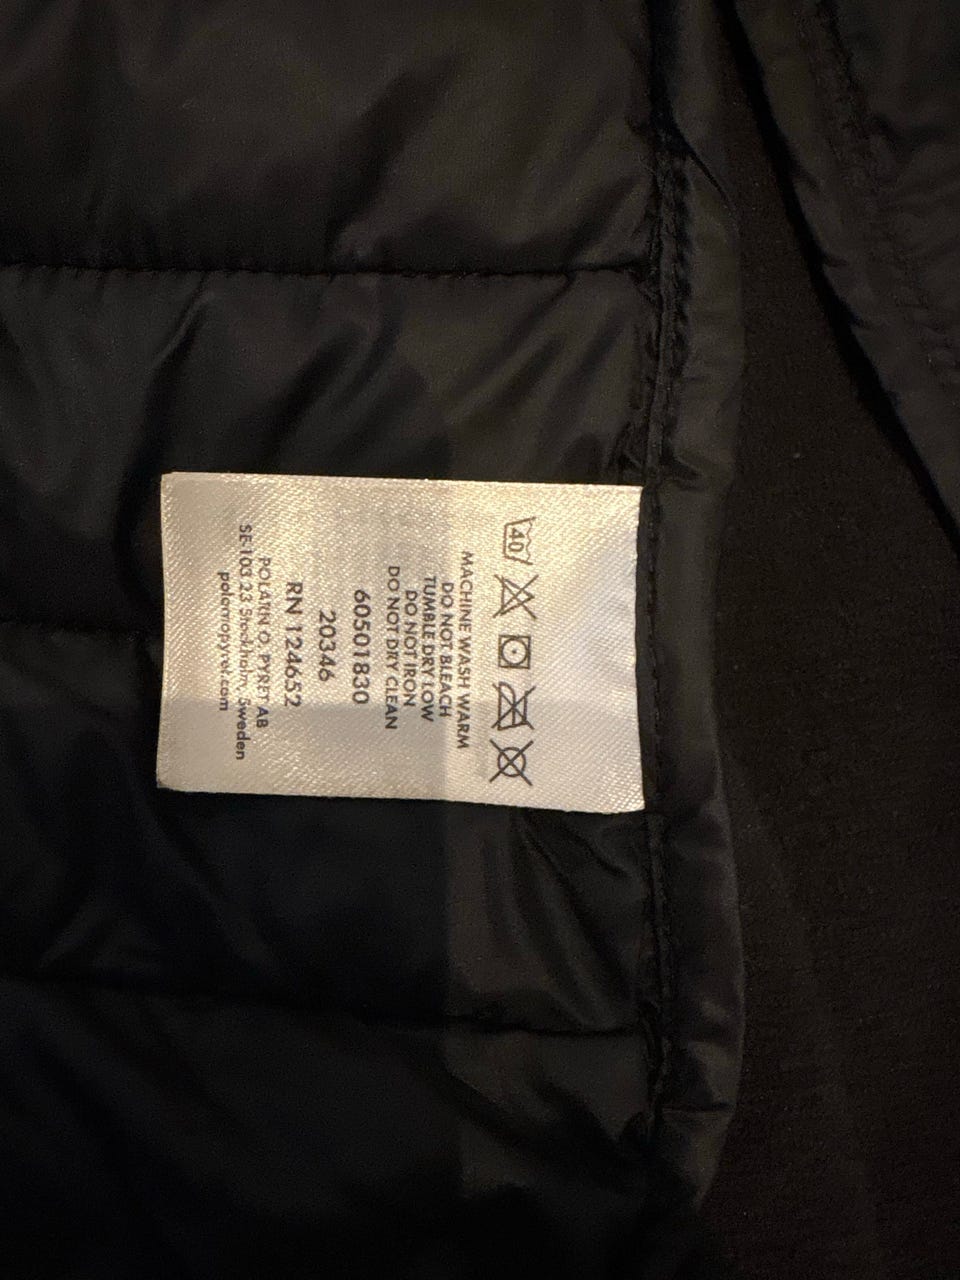 40
MACHINE WASH WARM
DO NOT BLEACH
TUMBLE DRY LOW
DO NOT IRON
DO NOT DRY CLEAN
60501830
20346
RN 124652
POLARN O. PYRET AB
SE-103 23 Stockholm, Sweden
polarnopyret.com